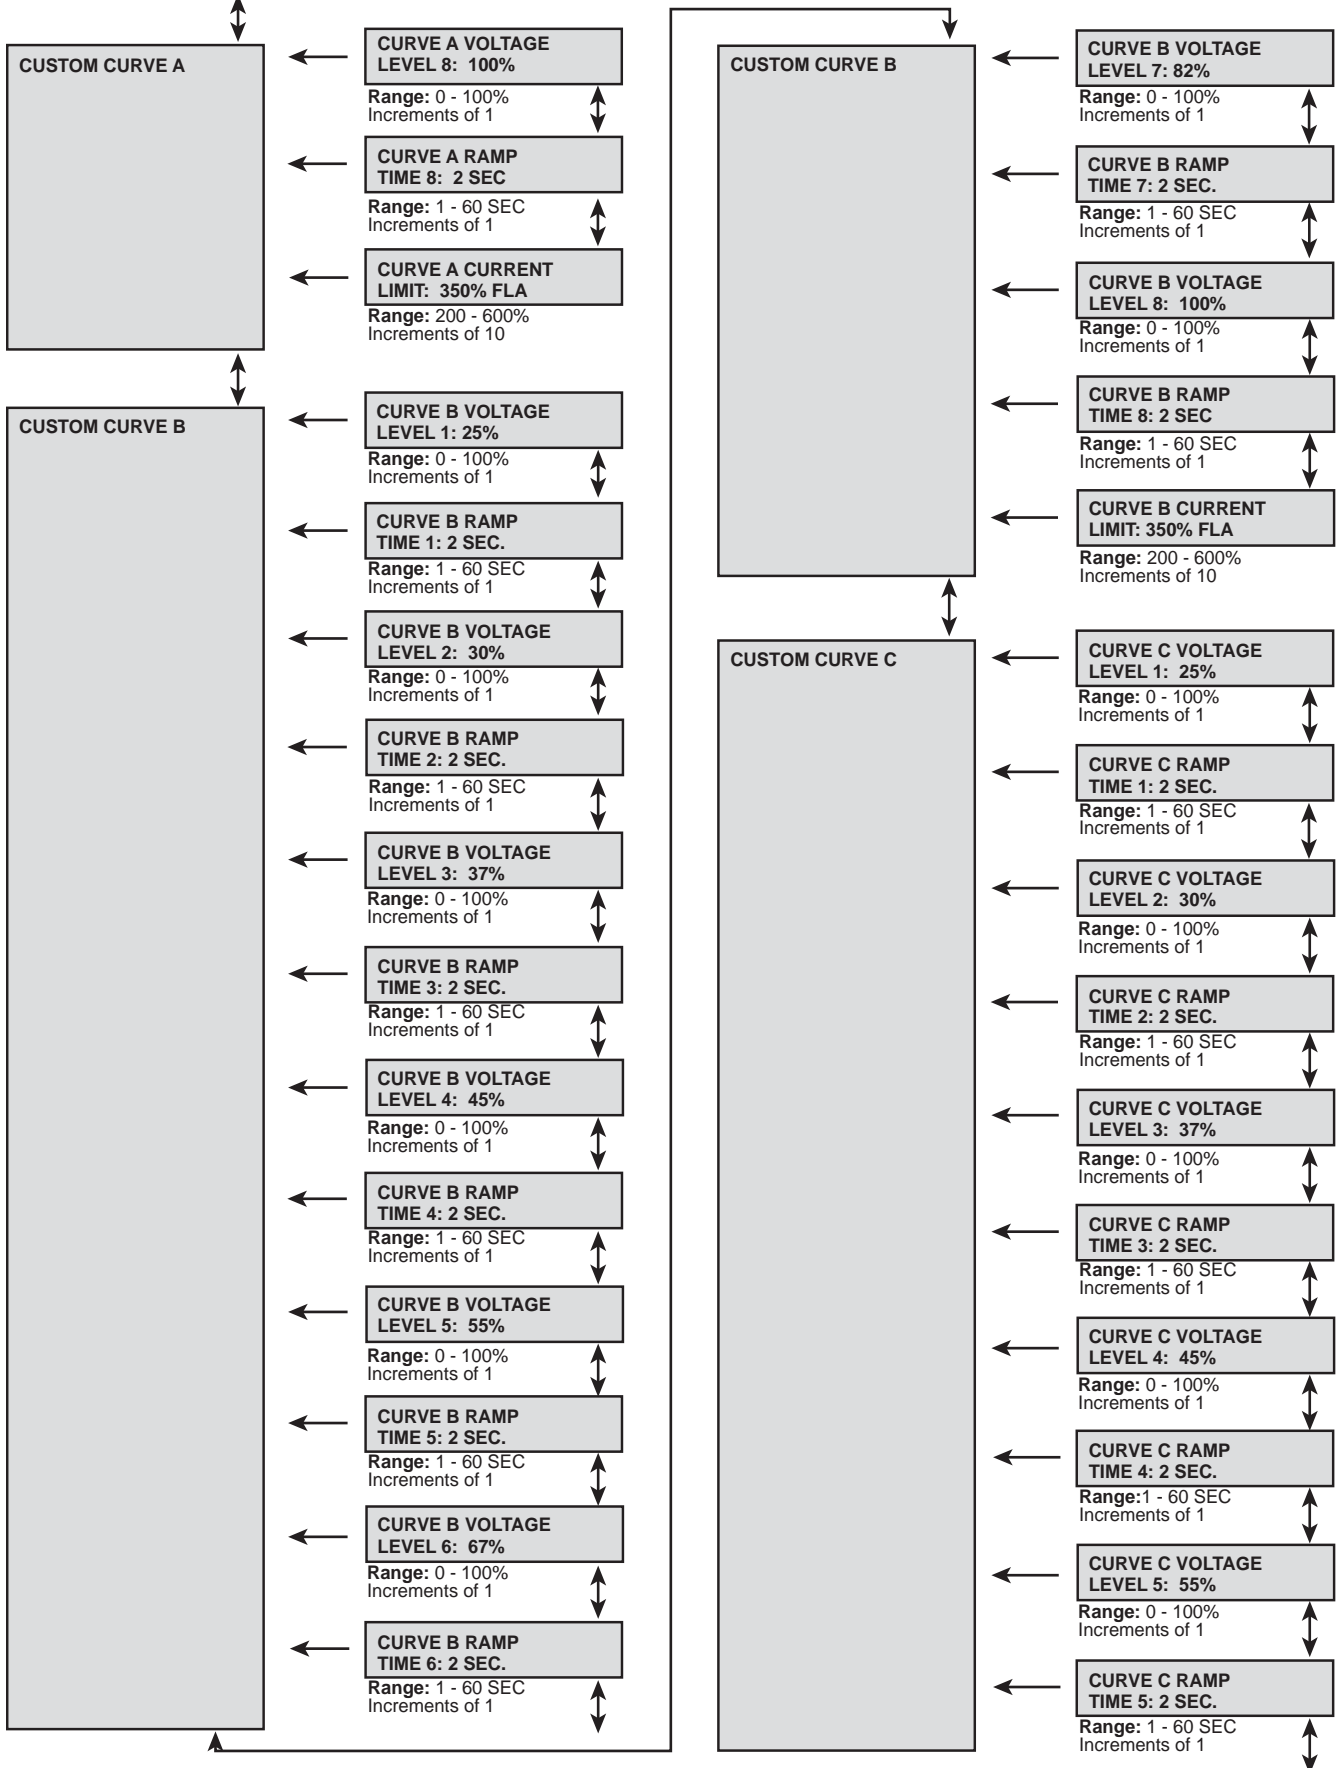 CUSTOM CURVE A
CURVE A VOLTAGE
LEVEL 8: 100%
Range: 0 - 100%
Increments of 1
CURVE A RAMP
TIME 8: 2 SEC
Range: 1 - 60 SEC
Increments of 1
CURVE A CURRENT
LIMIT: 350% FLA
Range: 200 - 600%
Increments of 10
CUSTOM CURVE B
CURVE B VOLTAGE
LEVEL 1: 25%
Range: 0 - 100%
Increments of 1
CURVE B RAMP
TIME 1: 2 SEC.
Range: 1 - 60 SEC
Increments of 1
CURVE B VOLTAGE
LEVEL 2: 30%
Range: 0 - 100%
Increments of 1
CURVE B RAMP
TIME 2: 2 SEC.
Range: 1 - 60 SEC
Increments of 1
CURVE B VOLTAGE
LEVEL 3: 37%
Range: 0 - 100%
Increments of 1
CURVE B RAMP
TIME 3: 2 SEC.
Range: 1 - 60 SEC
Increments of 1
CURVE B VOLTAGE
LEVEL 4: 45%
Range: 0 - 100%
Increments of 1
CURVE B RAMP
TIME 4: 2 SEC.
Range: 1 - 60 SEC
Increments of 1
CURVE B VOLTAGE
LEVEL 5: 55%
Range: 0 - 100%
Increments of 1
CURVE B RAMP
TIME 5: 2 SEC.
Range: 1 - 60 SEC
Increments of 1
CURVE B VOLTAGE
LEVEL 6: 67%
Range: 0 - 100%
Increments of 1
CURVE B RAMP
TIME 6: 2 SEC.
Range: 1 - 60 SEC
Increments of 1
CUSTOM CURVE B
CURVE B VOLTAGE
LEVEL 7: 82%
Range: 0 - 100%
Increments of 1
CURVE B RAMP
TIME 7: 2 SEC.
Range: 1 - 60 SEC
Increments of 1
CURVE B VOLTAGE
LEVEL 8: 100%
Range: 0 - 100%
Increments of 1
CURVE B RAMP
TIME 8: 2 SEC
Range: 1 - 60 SEC
Increments of 1
CURVE B CURRENT
LIMIT: 350% FLA
Range: 200 - 600%
Increments of 10
CUSTOM CURVE C
CURVE C VOLTAGE
LEVEL 1: 25%
Range: 0 - 100%
Increments of 1
CURVE C RAMP
TIME 1: 2 SEC.
Range: 1 - 60 SEC
Increments of 1
CURVE C VOLTAGE
LEVEL 2: 30%
Range: 0 - 100%
Increments of 1
CURVE C RAMP
TIME 2: 2 SEC.
Range: 1 - 60 SEC
Increments of 1
CURVE C VOLTAGE
LEVEL 3: 37%
Range: 0 - 100%
Increments of 1
CURVE C RAMP
TIME 3: 2 SEC.
Range: 1 - 60 SEC
Increments of 1
CURVE C VOLTAGE
LEVEL 4: 45%
Range: 0 - 100%
Increments of 1
CURVE C RAMP
TIME 4: 2 SEC.
Range:1 - 60 SEC
Increments of 1
CURVE C VOLTAGE
LEVEL 5: 55%
Range: 0 - 100%
Increments of 1
CURVE C RAMP
TIME 5: 2 SEC.
Range: 1 - 60 SEC
Increments of 1